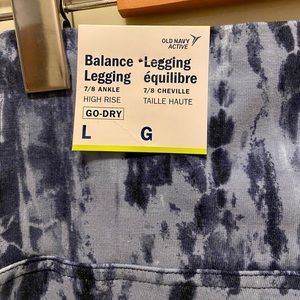 OLD NAVY
ACTIVE
Balance
Legging
7/8 ANKLE
HIGH RISE
GO-DRY
L
Legging
équilibre
7/8 CHEVILLE
TAILLE HAUTE
G